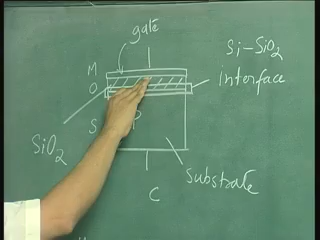 gate
Si-SiO2
interface
M
O
S
P
SiO2
Substrate
C